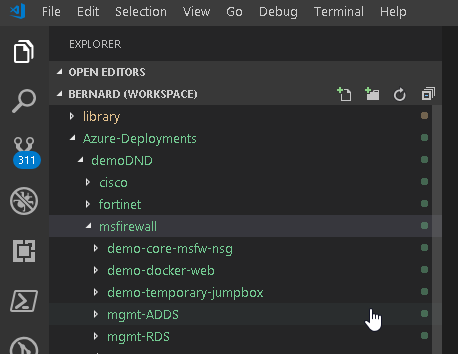 File Edit Selection View Go Debug Terminal Help
EXPLORER
OPEN EDITORS
BERNARD (WORKSPACE)
library
Azure-Deployments
demoDND
cisco
fortinet
msfirewall
demo-core-msfw-nsg
demo-docker-web
demo-temporary-jumpbox
mgmt-ADDS
mgmt-RDS
311